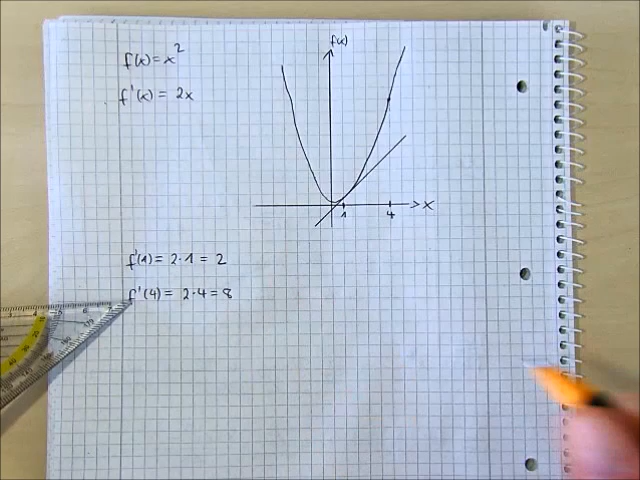 f(x) = x²
f'(x) = 2x
f(x)
x
1
4
f'(1) = 2·1 = 2
f'(4) = 2·4 = 8